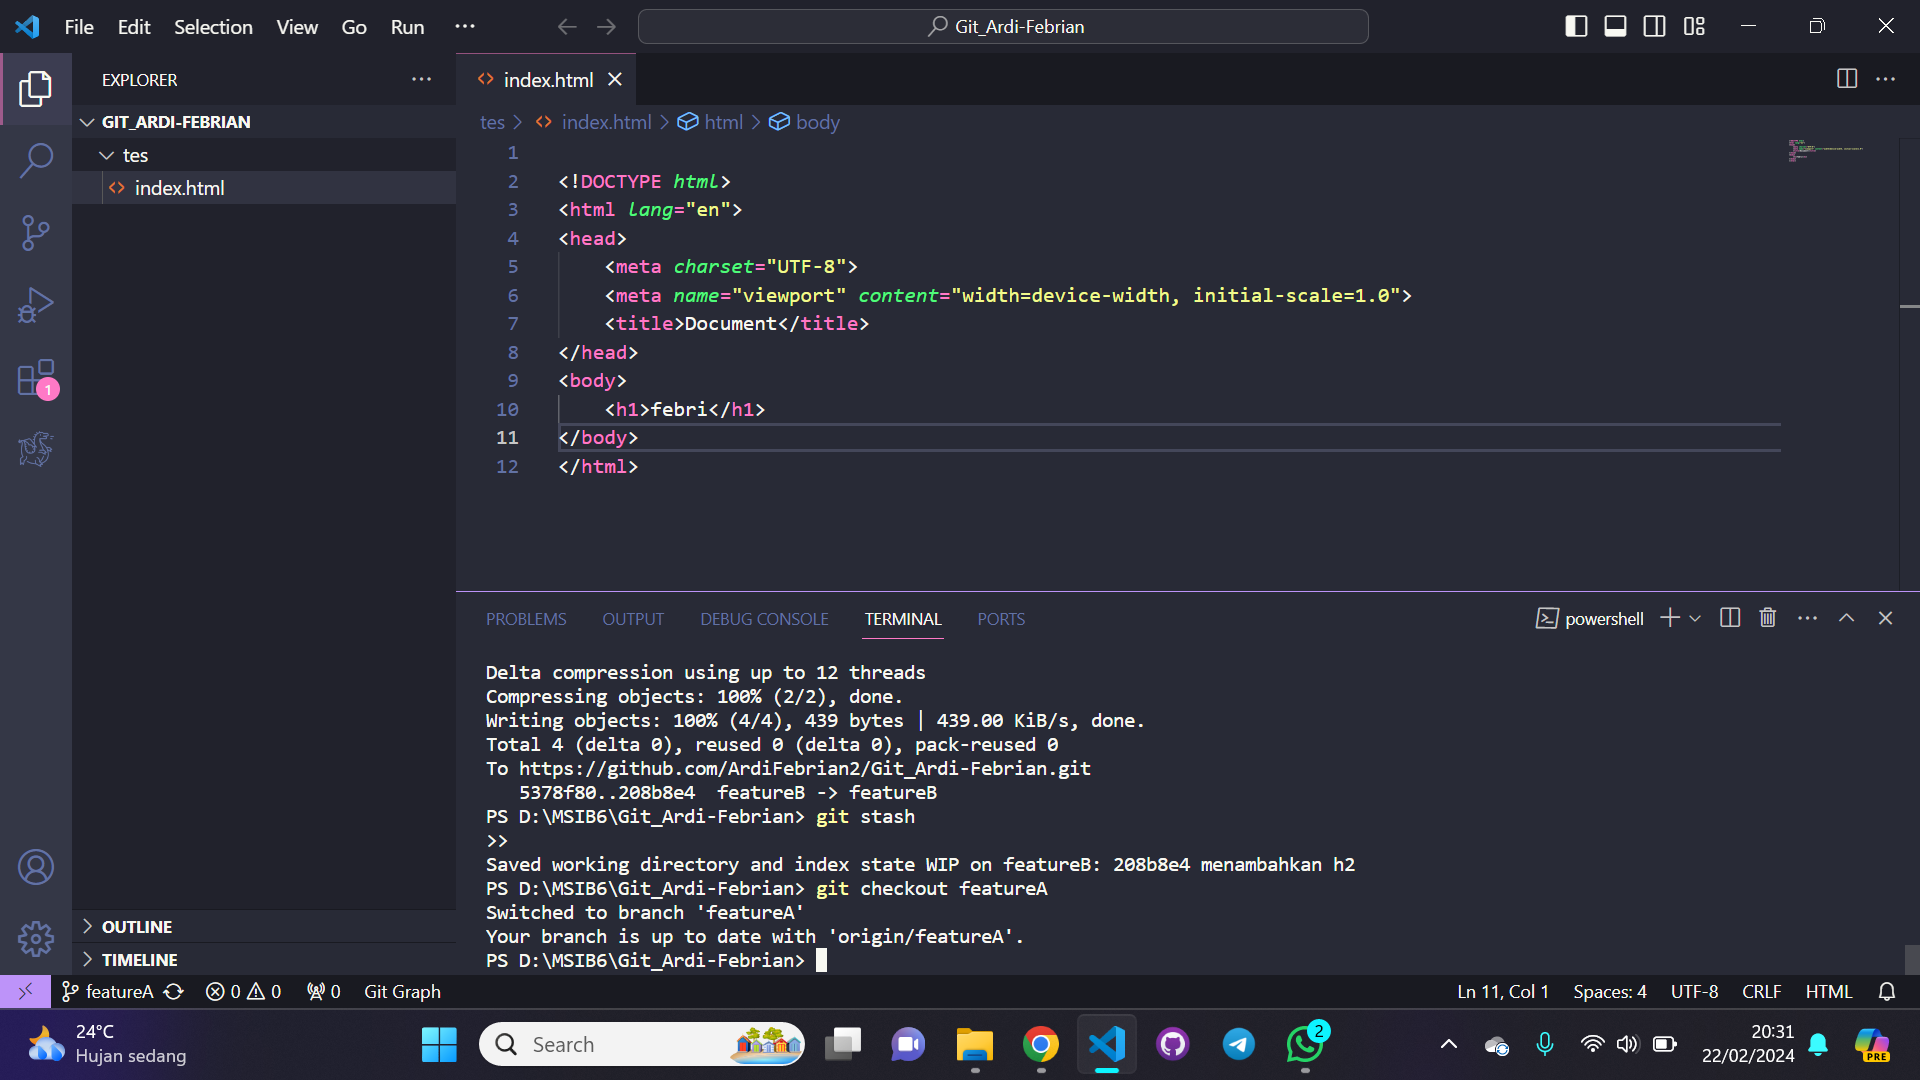 File Edit Selection View Go Run ···
Git_Ardi-Febrian
EXPLORER
GIT_ARDI-FEBRIAN
tes
index.html
1
index.html
tes > index.html > html > body
1
2 <!DOCTYPE html>
3 <html lang="en">
4 <head>
5 <meta charset="UTF-8">
6 <meta name="viewport" content="width=device-width, initial-scale=1.0">
7 <title>Document</title>
8 </head>
9 <body>
10 <h1>febri</h1>
11 </body>
12 </html>
PROBLEMS OUTPUT DEBUG CONSOLE TERMINAL PORTS
powershell
Delta compression using up to 12 threads
Compressing objects: 100% (2/2), done.
Writing objects: 100% (4/4), 439 bytes | 439.00 KiB/s, done.
Total 4 (delta 0), reused 0 (delta 0), pack-reused 0
To https://github.com/ArdiFebrian2/Git_Ardi-Febrian.git
5378f80..208b8e4 featureB -> featureB
PS D:\MSIB6\Git_Ardi-Febrian> git stash
>>
Saved working directory and index state WIP on featureB: 208b8e4 menambahkan h2
PS D:\MSIB6\Git_Ardi-Febrian> git checkout featureA
Switched to branch 'featureA'
Your branch is up to date with 'origin/featureA'.
PS D:\MSIB6\Git_Ardi-Febrian>
OUTLINE
TIMELINE
featureA 0 0 0 Git Graph
Ln 11, Col 1 Spaces: 4 UTF-8 CRLF HTML
24°C
Hujan sedang
Search
2
20:31
22/02/2024
PRE